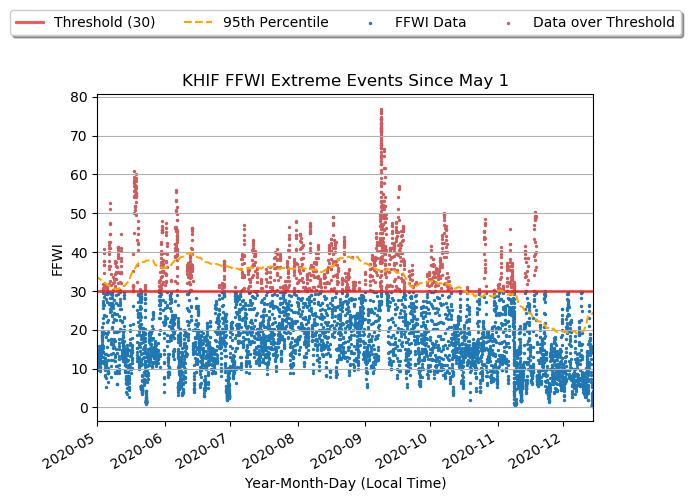 Threshold (30) 95th Percentile FFWI Data Data over Threshold
KHIF FFWI Extreme Events Since May 1
80
70
60
50
40
30
20
10
0
FFWI
2020-05 2020-06 2020-07 2020-08 2020-09 2020-10 2020-11 2020-12
Year-Month-Day (Local Time)